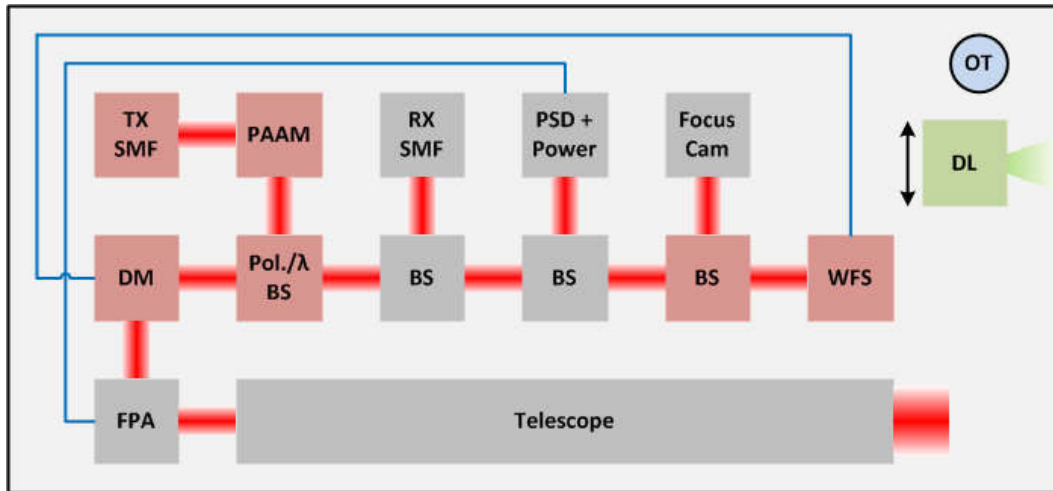 OT
TX
SMF
PAAM
RX
SMF
PSD +
Power
Focus
Cam
DL
DM
Pol./λ
BS
BS
BS
BS
WFS
FPA
Telescope